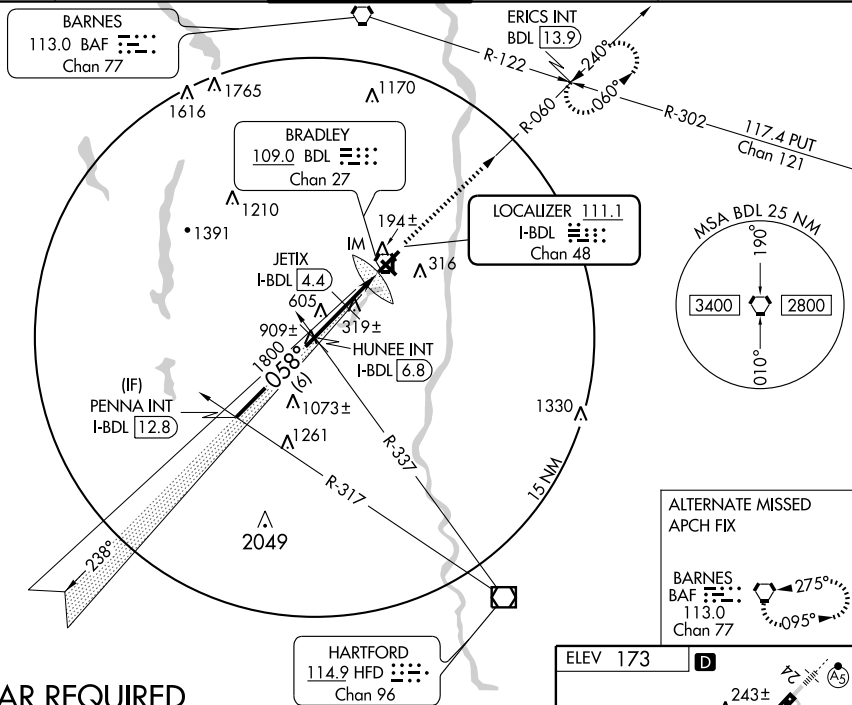 BARNES
113.0 BAF
Chan 77
ERICS INT
BDL 13.9
R-122
240°
060°
R-060
R-302
117.4 PUT
Chan 121
1616
1765
1170
BRADLEY
109.0 BDL
Chan 27
1210
1391
194±
IM
LOCALIZER 111.1
I-BDL
Chan 48
316
MSA BDL 25 NM
190°
3400
2800
010°
JETIX
I-BDL 4.4
605
319±
909±
HUNEE INT
I-BDL 6.8
1800
058°
(6)
(IF)
PENNA INT
I-BDL 12.8
1073±
1261
1330
R-337
R-317
15 NM
2049
238°
ALTERNATE MISSED
APCH FIX
BARNES
BAF
113.0
Chan 77
275°
095°
HARTFORD
114.9 HFD
Chan 96
ELEV 173
D
24
A5
243±
AR REQUIRED